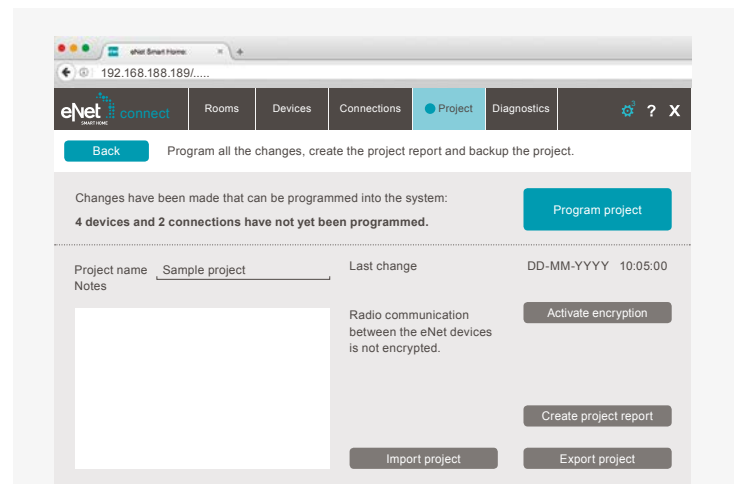 eNet Smart Home:
192.168.188.189/.....
eNet connect
SMART HOME
Rooms
Devices
Connections
Project
Diagnostics
3
? X
Back
Program all the changes, create the project report and backup the project.
Changes have been made that can be programmed into the system:
4 devices and 2 connections have not yet been programmed.
Program project
Project name Sample project
Notes
Last change DD-MM-YYYY 10:05:00
Radio communication
between the eNet devices
is not encrypted.
Activate encryption
Create project report
Import project
Export project